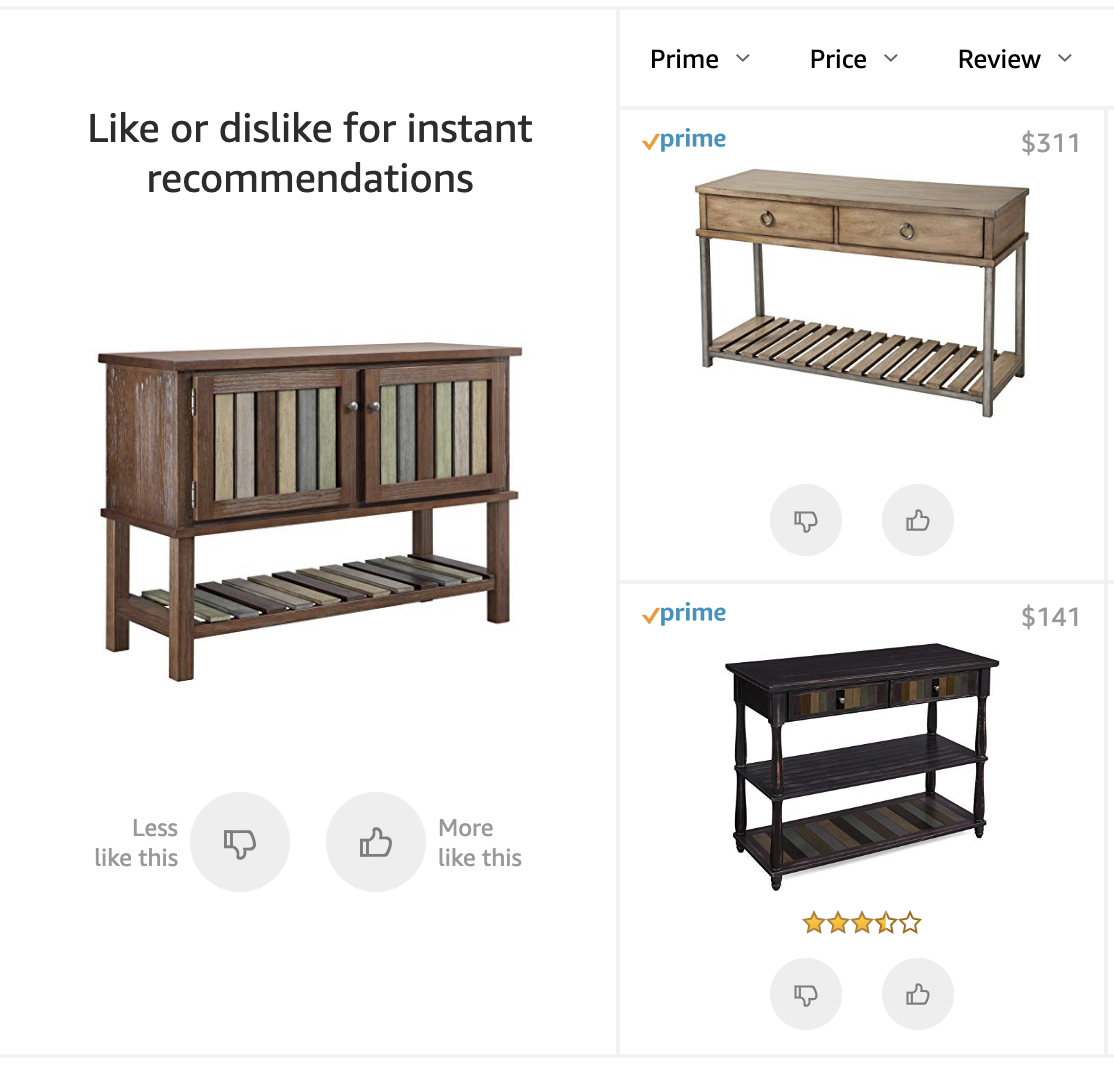 Like or dislike for instant
recommendations
Less
like this
More
like this
Prime
Price
Review
prime
$311
prime
$141